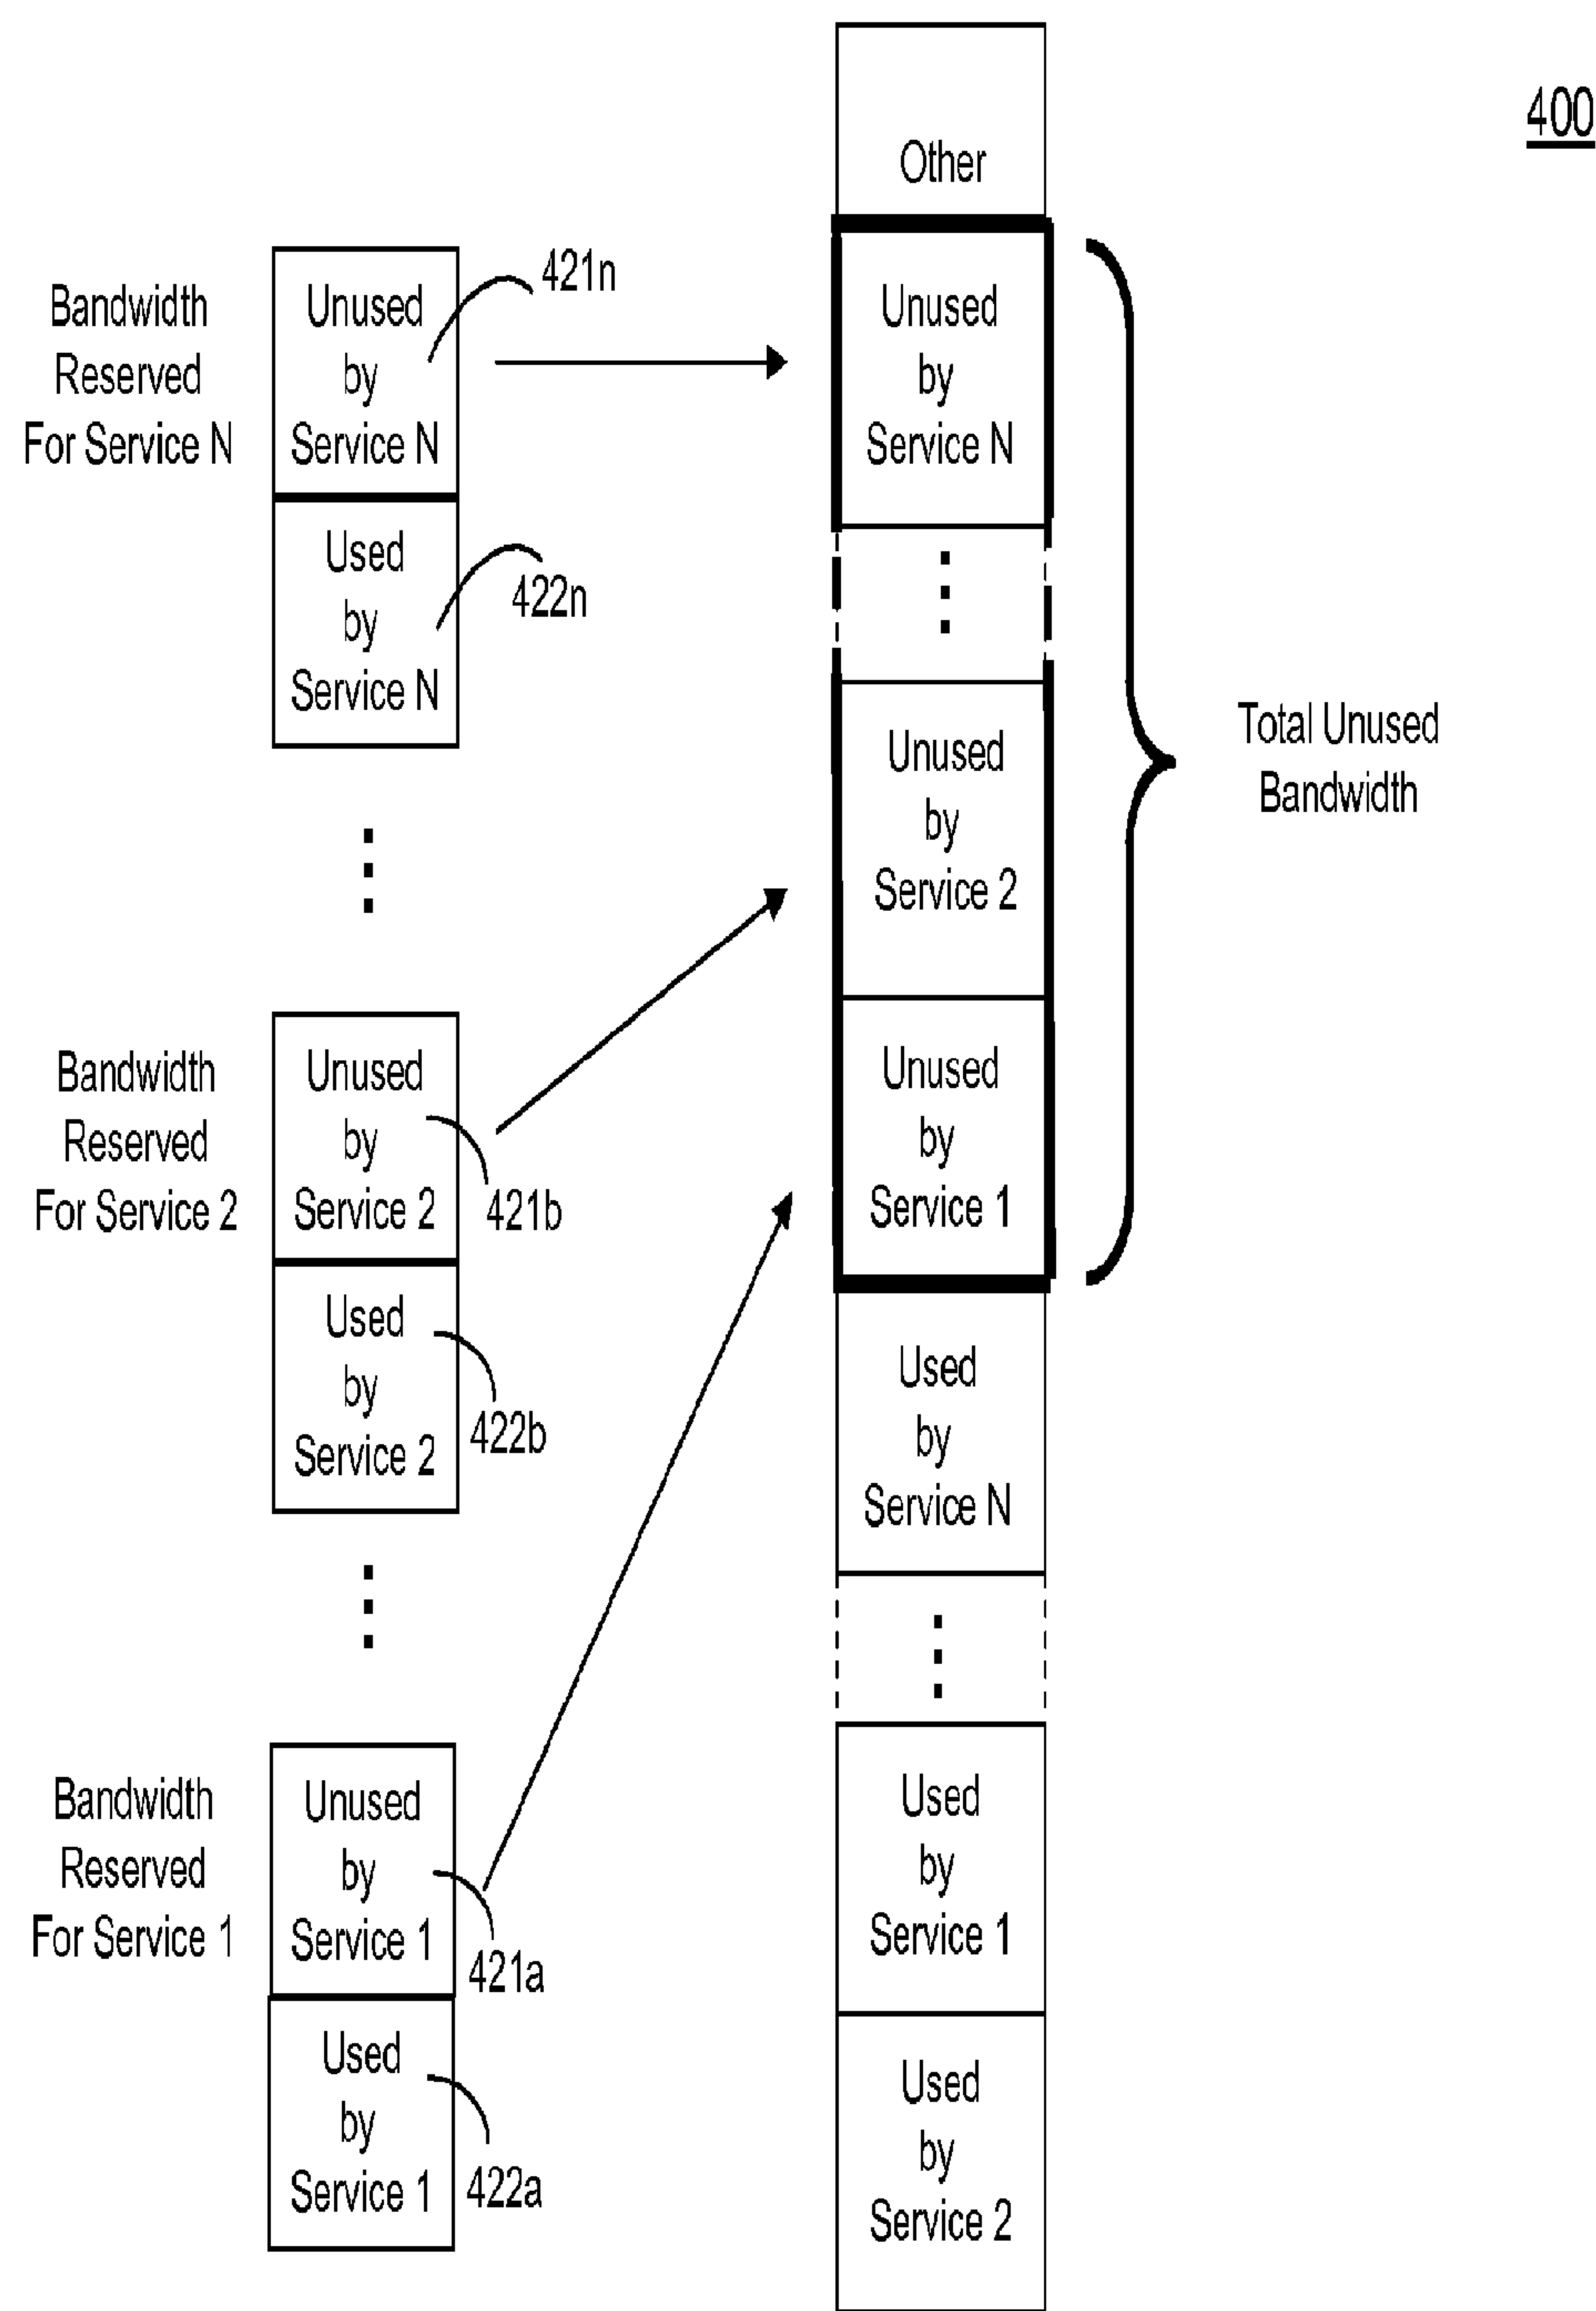 400
Bandwidth
Reserved
For Service N
Unused
by
Service N
421n
Used
by
Service N
422n
Bandwidth
Reserved
For Service 2
Unused
by
Service 2
421b
Used
by
Service 2
422b
Bandwidth
Reserved
For Service 1
Unused
by
Service 1
421a
Used
by
Service 1
422a
Other
Unused
by
Service N
Unused
by
Service 2
Unused
by
Service 1
Used
by
Service N
Used
by
Service 1
Used
by
Service 2
Total Unused
Bandwidth